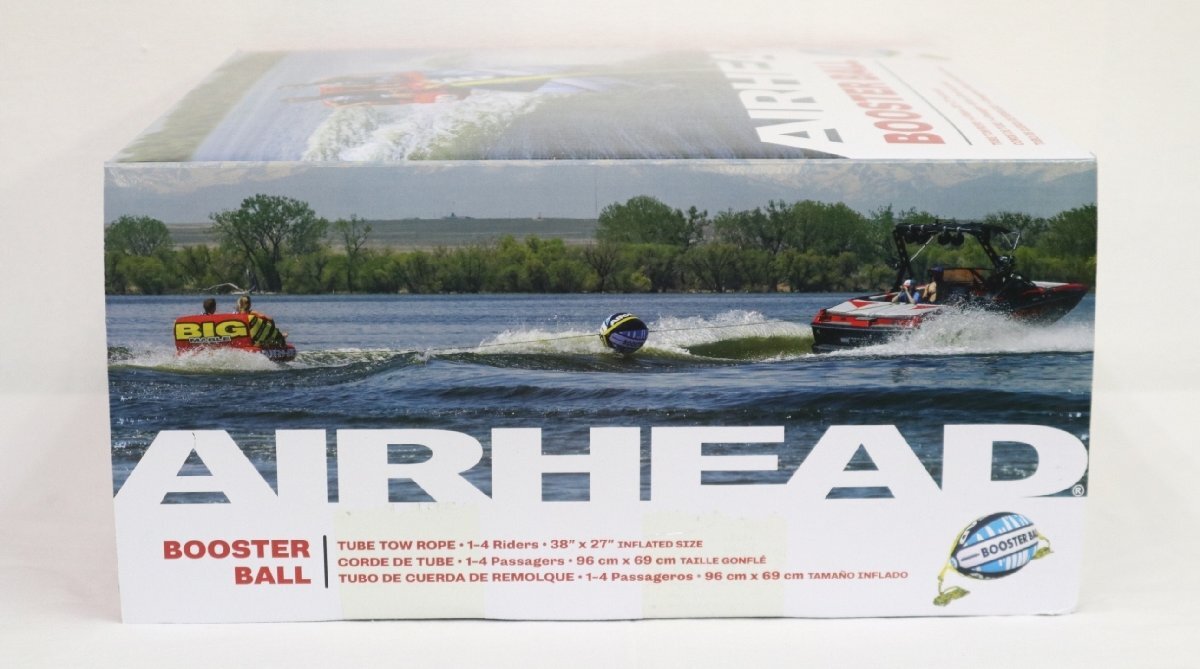 AIRHEA
BOOSTER BALL
BIG
AIRHEAD®
BOOSTER BALL
TUBE TOW ROPE • 1-4 Riders • 38" x 27" INFLATED SIZE
CORDE DE TUBE • 1-4 Passagers • 96 cm x 69 cm TAILLE GONFLÉ
TUBO DE CUERDA DE REMOLQUE • 1-4 Passageros • 96 cm x 69 cm TAMAÑO INFLADO
BOOSTER BAL